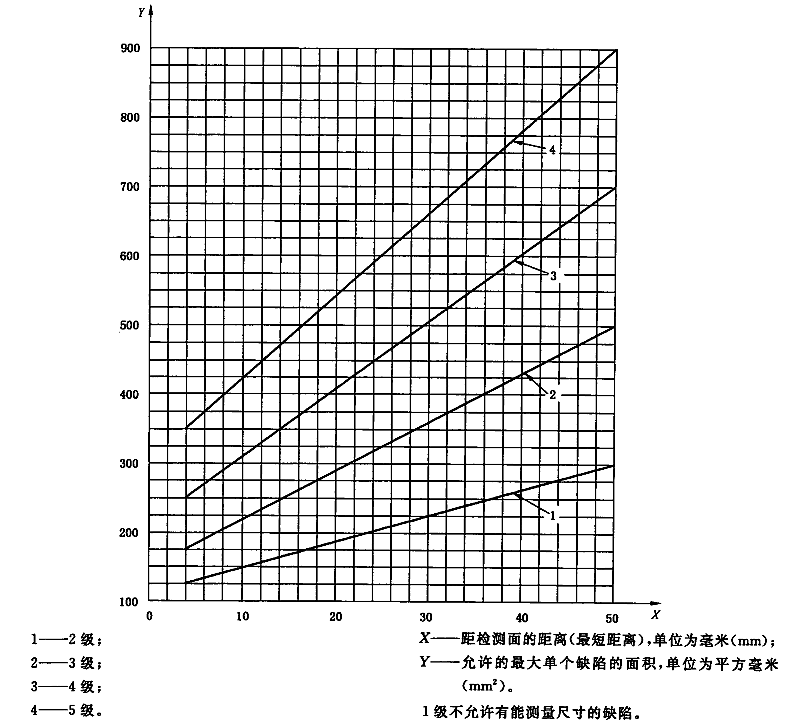 Y
900
800
700
600
500
400
300
200
100
4
3
2
1
0 10 20 30 40 50 X
1——2 级；
2——3 级；
3——4 级；
4——5 级。
X——距检测面的距离(最短距离),单位为毫米(mm)；
Y——允许的最大单个缺陷的面积,单位为平方毫米
(mm²)。
1 级不允许有能测量尺寸的缺陷。